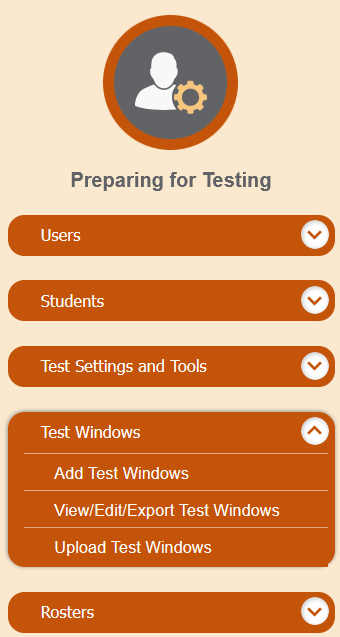 Preparing for Testing
Users
Students
Test Settings and Tools
Test Windows
Add Test Windows
View/Edit/Export Test Windows
Upload Test Windows
Rosters